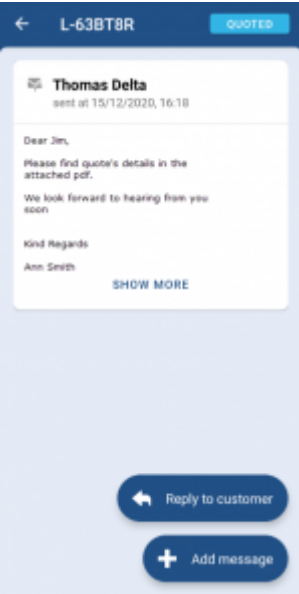 L-63BT8R
QUOTED
Thomas Delta
sent at 15/12/2020, 16:18
Dear Jim,
Please find quote's details in the
attached pdf.
We look forward to hearing from you
soon
Kind Regards
Ann Smith
SHOW MORE
Reply to customer
Add message